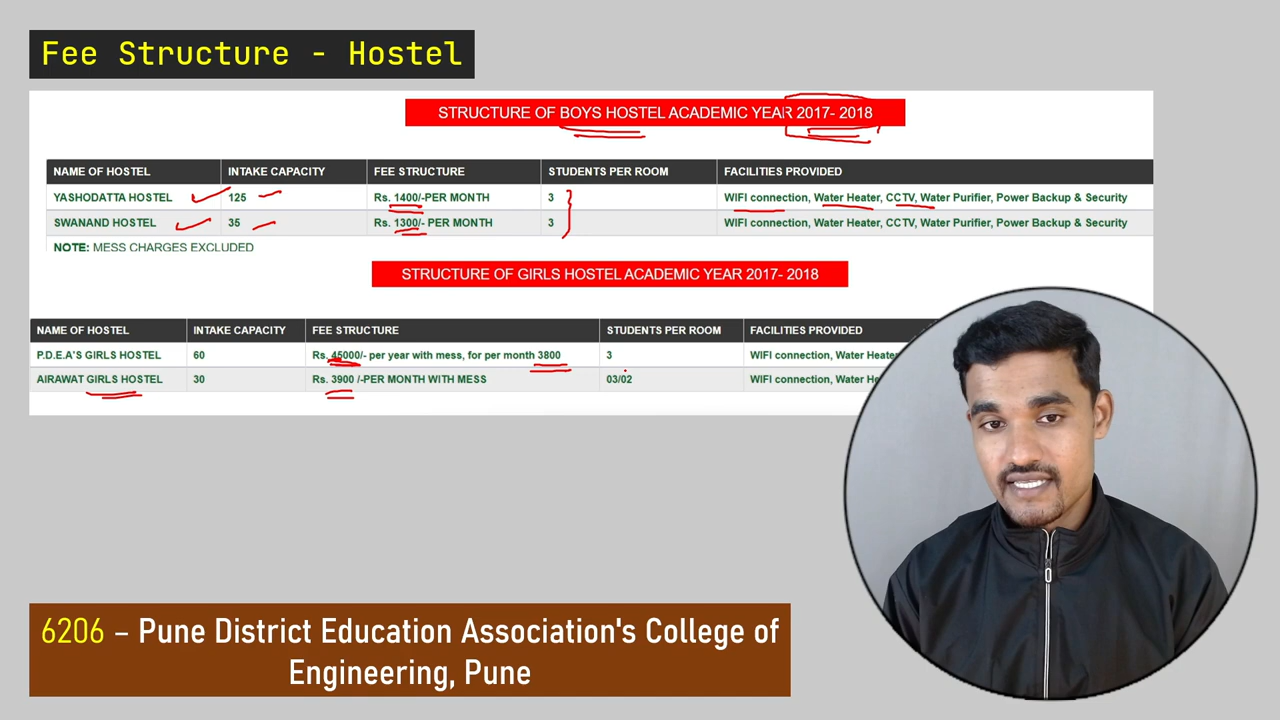 Fee Structure - Hostel
STRUCTURE OF BOYS HOSTEL ACADEMIC YEAR 2017- 2018
NAME OF HOSTEL INTAKE CAPACITY FEE STRUCTURE STUDENTS PER ROOM FACILITIES PROVIDED
YASHODATTA HOSTEL 125 Rs. 1400/-PER MONTH 3 WIFI connection, Water Heater, CCTV, Water Purifier, Power Backup & Security
SWANAND HOSTEL 35 Rs. 1300/- PER MONTH 3 WIFI connection, Water Heater, CCTV, Water Purifier, Power Backup & Security
NOTE: MESS CHARGES EXCLUDED
STRUCTURE OF GIRLS HOSTEL ACADEMIC YEAR 2017- 2018
NAME OF HOSTEL INTAKE CAPACITY FEE STRUCTURE STUDENTS PER ROOM FACILITIES PROVIDED
P.D.E.A'S GIRLS HOSTEL 60 Rs. 45000/- per year with mess, for per month 3800 3 WIFI connection, Water Heater
AIRAWAT GIRLS HOSTEL 30 Rs. 3900 /-PER MONTH WITH MESS 03/02 WIFI connection, Water
6206 – Pune District Education Association's College of
Engineering, Pune